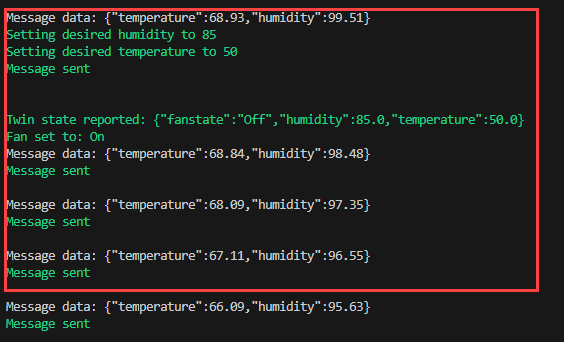 Message data: {"temperature":68.93,"humidity":99.51}
Setting desired humidity to 85
Setting desired temperature to 50
Message sent
Twin state reported: {"fanstate":"Off","humidity":85.0,"temperature":50.0}
Fan set to: On
Message data: {"temperature":68.84,"humidity":98.48}
Message sent
Message data: {"temperature":68.09,"humidity":97.35}
Message sent
Message data: {"temperature":67.11,"humidity":96.55}
Message sent
Message data: {"temperature":66.09,"humidity":95.63}
Message sent